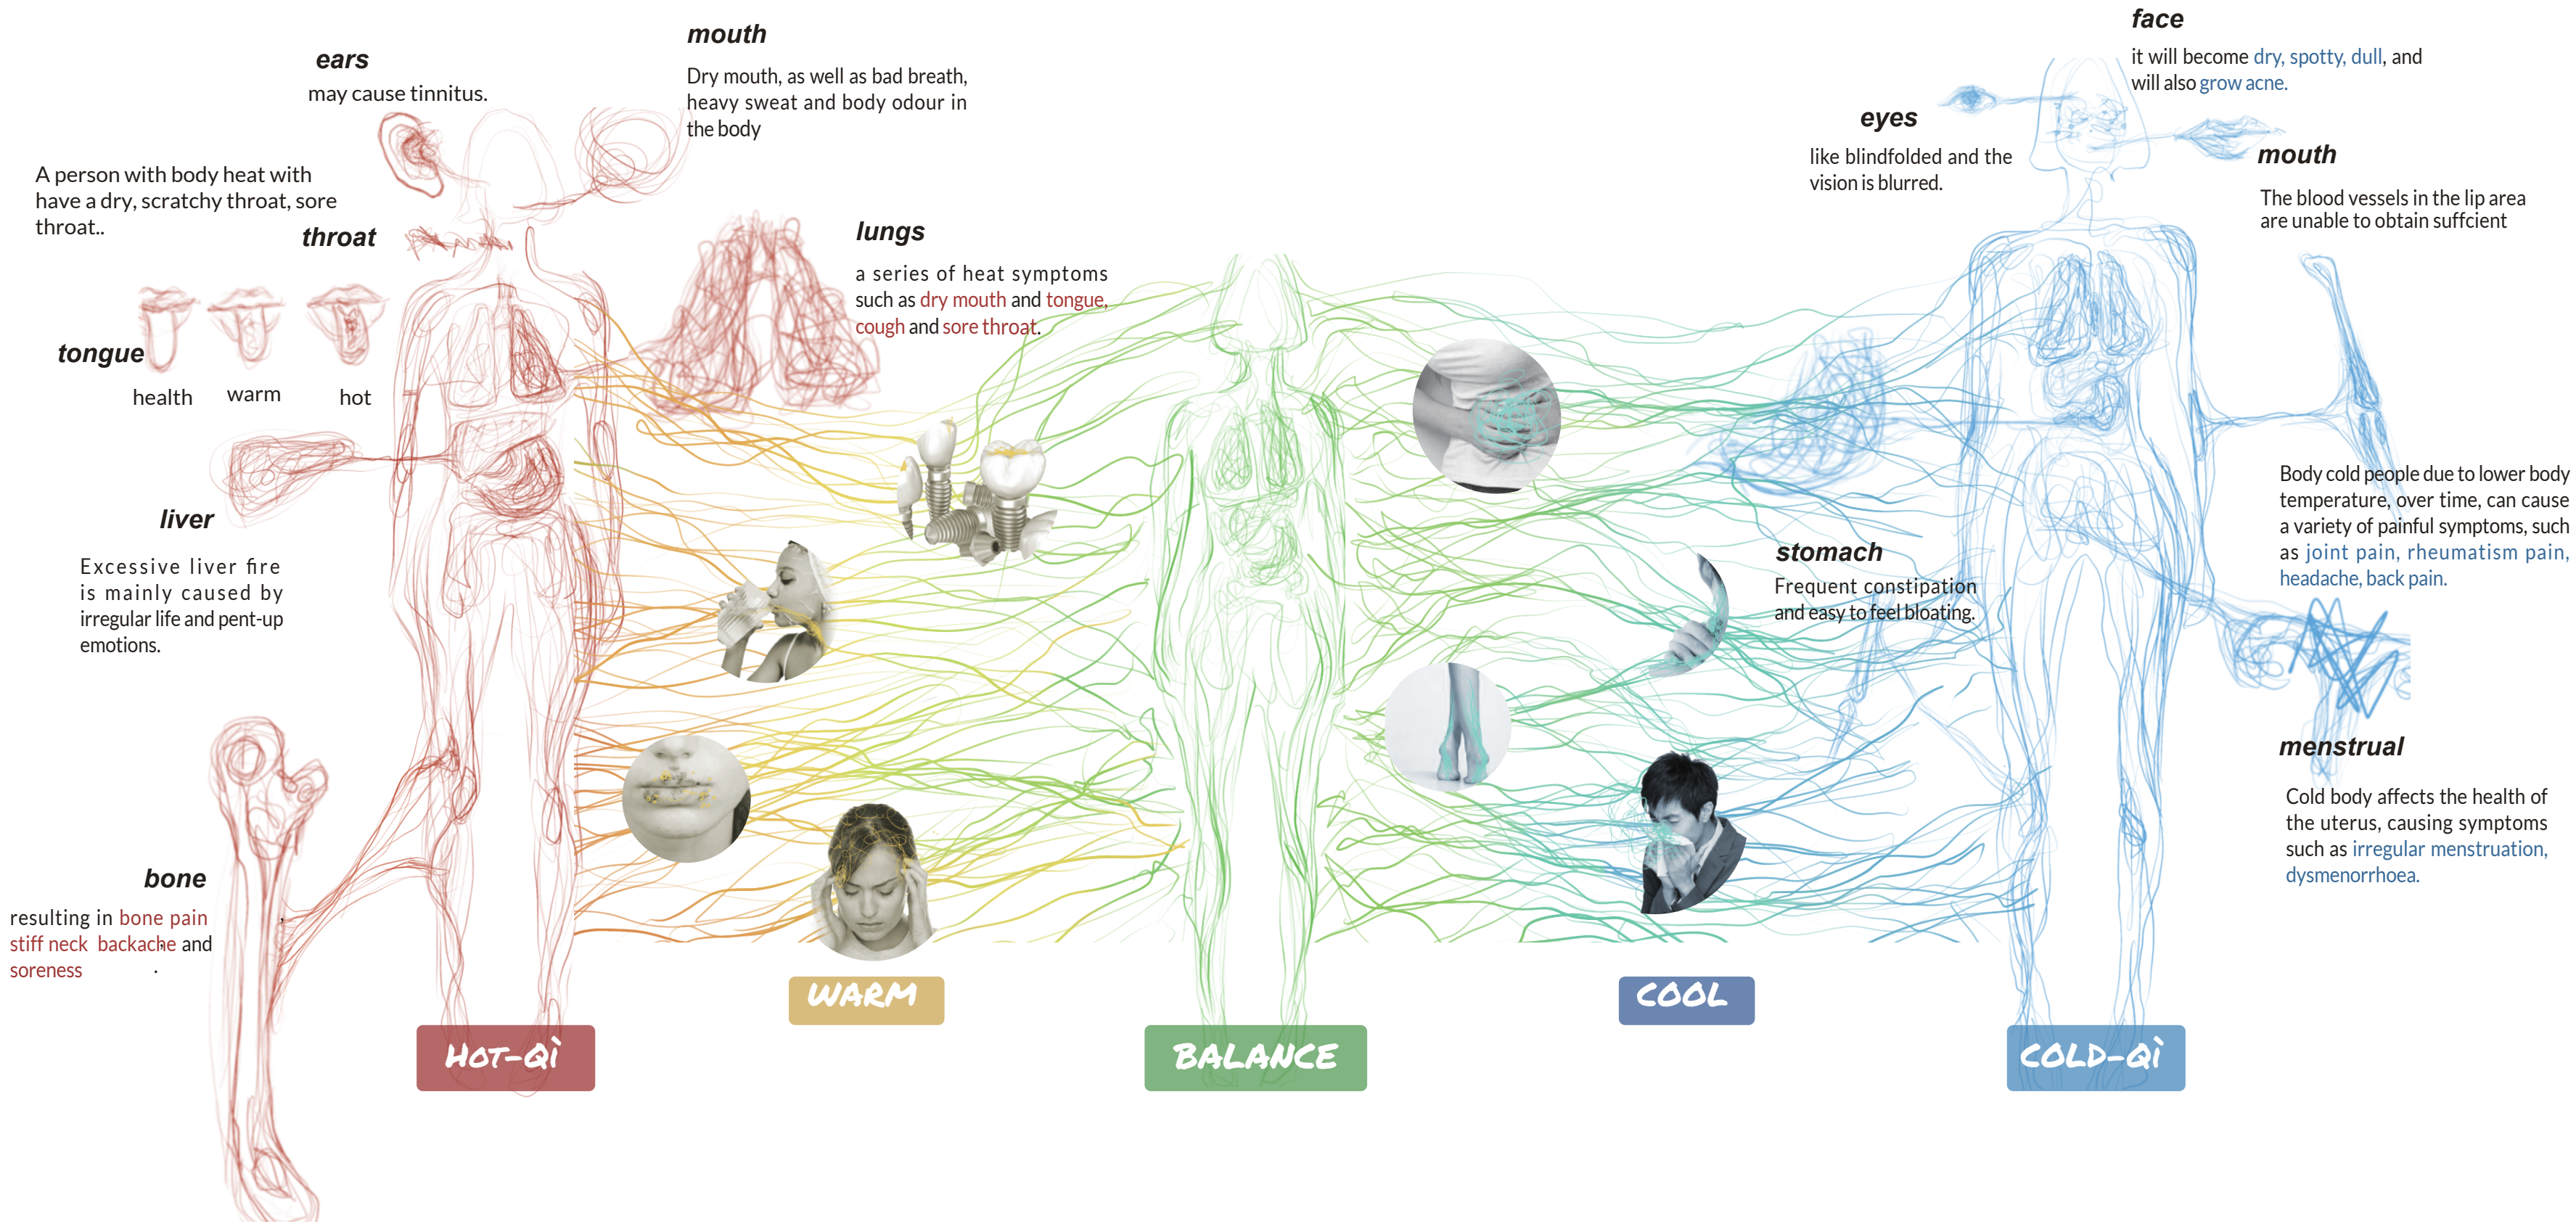 ears
may cause tinnitus.
mouth
Dry mouth, as well as bad breath,
heavy sweat and body odour in
the body
A person with body heat with
have a dry, scratchy throat, sore
throat..
throat
tongue
health
warm
hot
lungs
a series of heat symptoms
such as dry mouth and tongue,
cough and sore throat.
liver
Excessive liver fire
is mainly caused by
irregular life and pent-up
emotions.
bone
resulting in bone pain ,
stiff neck backache and
soreness .
face
it will become dry, spotty, dull, and
will also grow acne.
eyes
like blindfolded and the
vision is blurred.
mouth
The blood vessels in the lip area
are unable to obtain suffcient
Body cold people due to lower body
temperature, over time, can cause
a variety of painful symptoms, such
as joint pain, rheumatism pain,
headache, back pain.
stomach
Frequent constipation
and easy to feel bloating.
menstrual
Cold body affects the health of
the uterus, causing symptoms
such as irregular menstruation,
dysmenorrhoea.
HOT-Qì
WARM
BALANCE
COOL
COLD-Qì